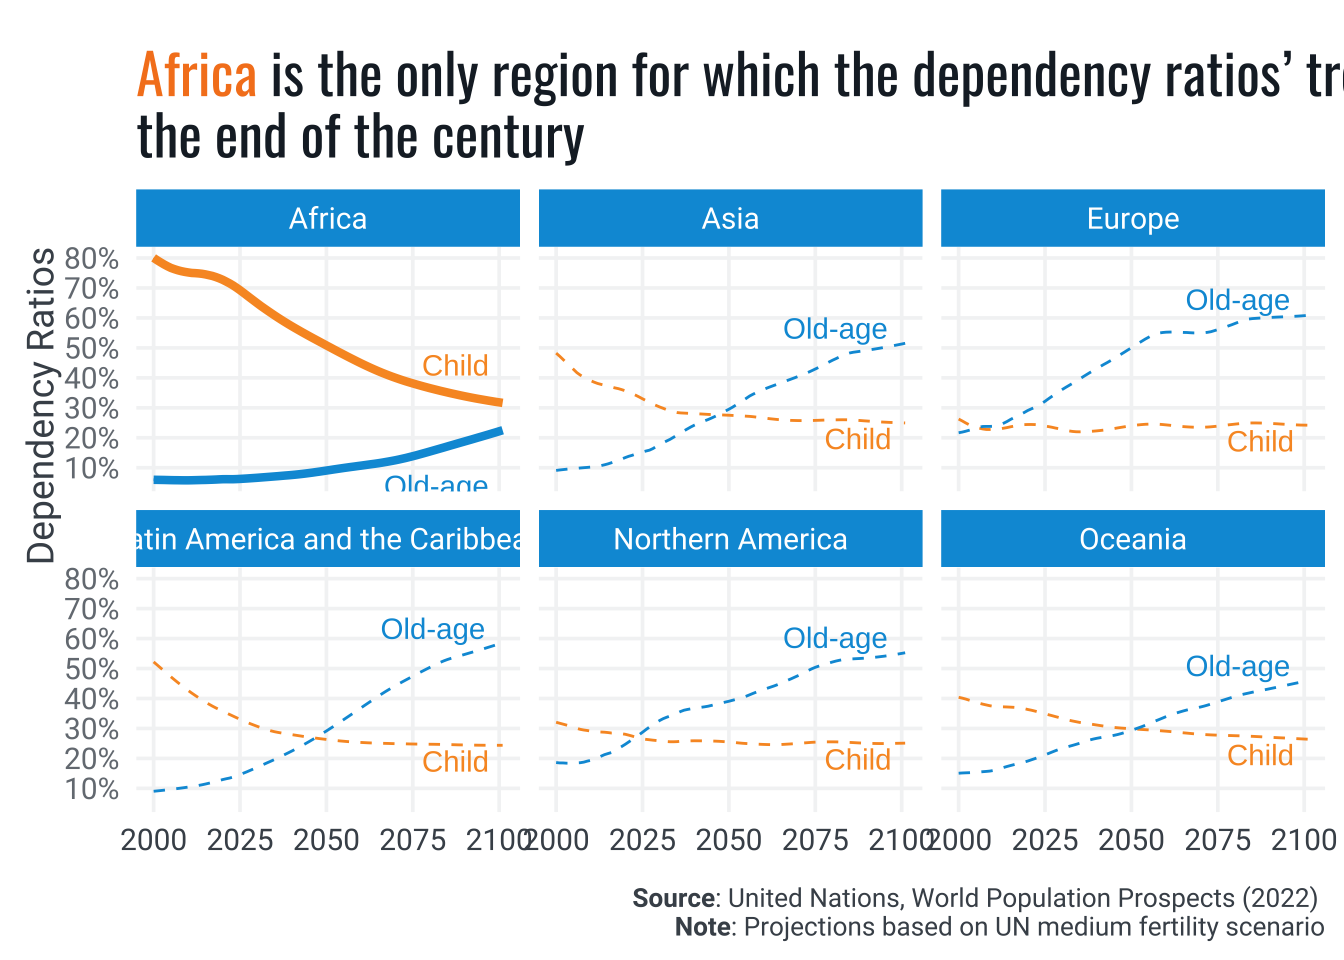 Africa is the only region for which the dependency ratios’
the end of the century
Africa
Asia
Europe
Dependency Ratios
80%
70%
60%
50%
40%
30%
20%
10%
Child
Old-age
Old-age
Child
Old-age
Child
America and the
Northern America
Oceania
80%
70%
60%
50%
40%
30%
20%
10%
Old-age
Child
Old-age
Child
Old-age
Child
2000 2025 2050 2075 2100
2000 2025 2050 2075 2100
2000 2025 2050 2075 2100
Source: United Nations, World Population Prospects (2022)
Note: Projections based on UN medium fertility scenario